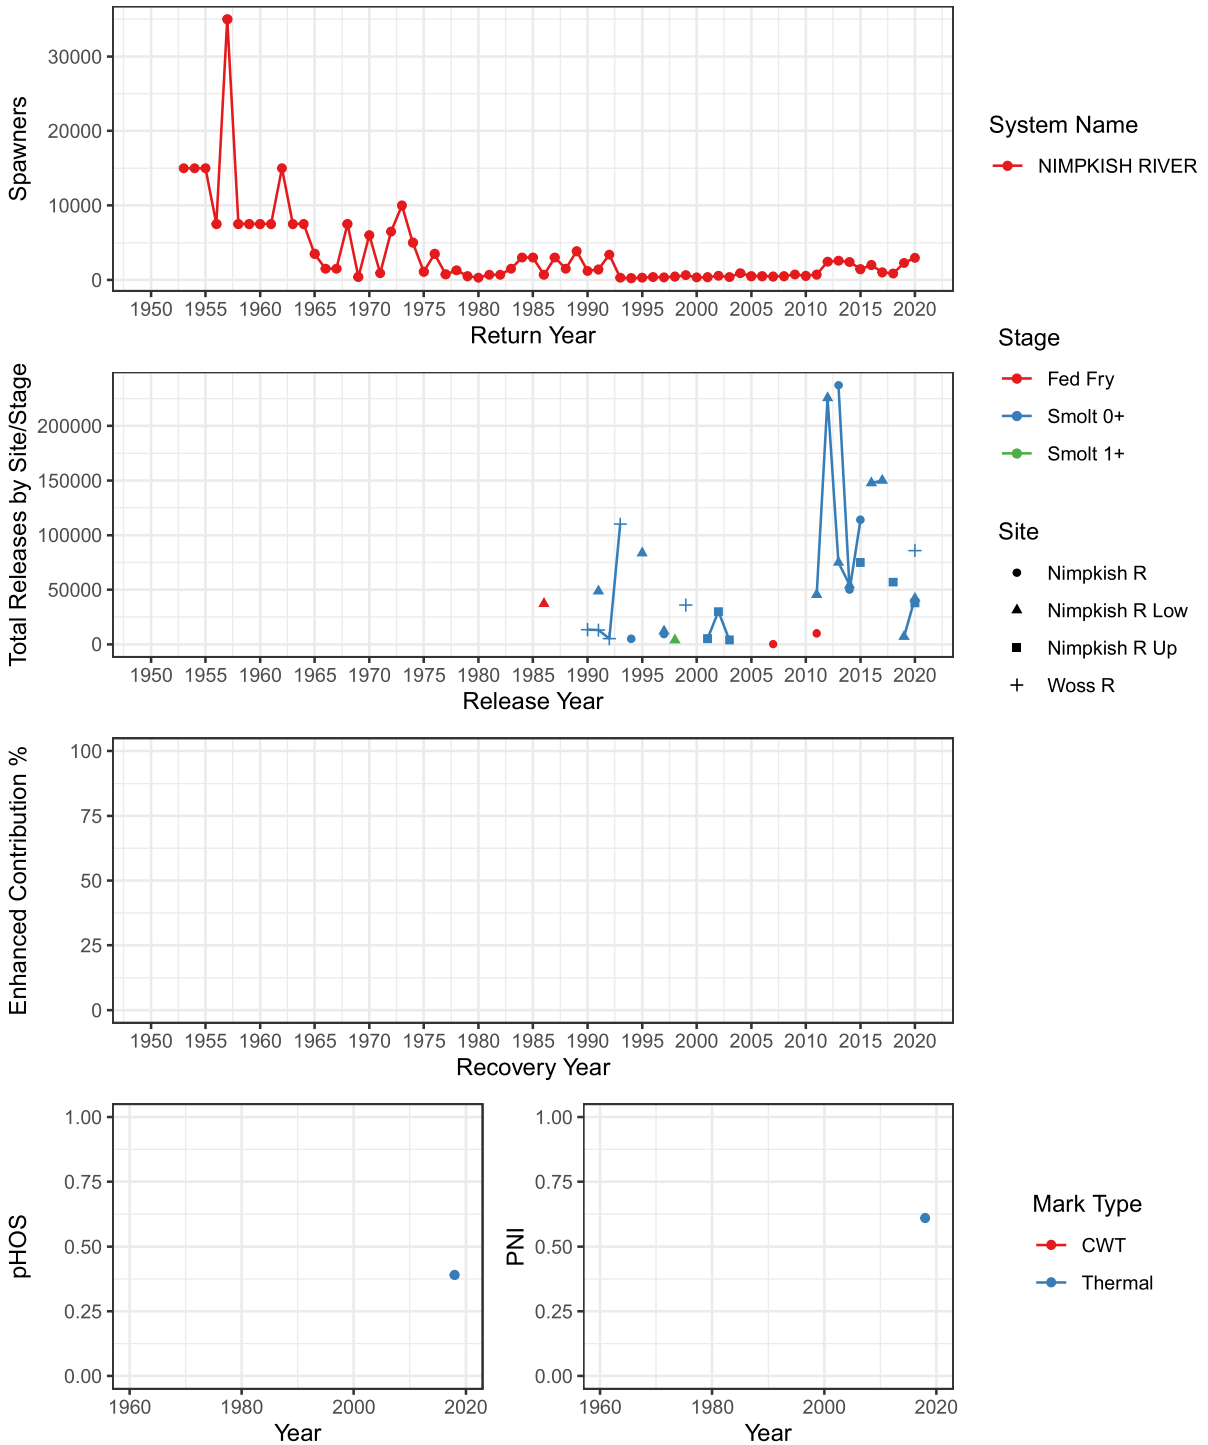 Spawners
30000
20000
10000
0
1950 1955 1960 1965 1970 1975 1980 1985 1990 1995 2000 2005 2010 2015 2020
Return Year
System Name
NIMPKISH RIVER
Total Releases by Site/Stage
200000
150000
100000
50000
0
1950 1955 1960 1965 1970 1975 1980 1985 1990 1995 2000 2005 2010 2015 2020
Release Year
Stage
Fed Fry
Smolt 0+
Smolt 1+
Site
Nimpkish R
Nimpkish R Low
Nimpkish R Up
Woss R
Enhanced Contribution %
100
75
50
25
0
1950 1955 1960 1965 1970 1975 1980 1985 1990 1995 2000 2005 2010 2015 2020
Recovery Year
pHOS
1.00
0.75
0.50
0.25
0.00
1960 1980 2000 2020
Year
PNI
1.00
0.75
0.50
0.25
0.00
1960 1980 2000 2020
Year
Mark Type
CWT
Thermal